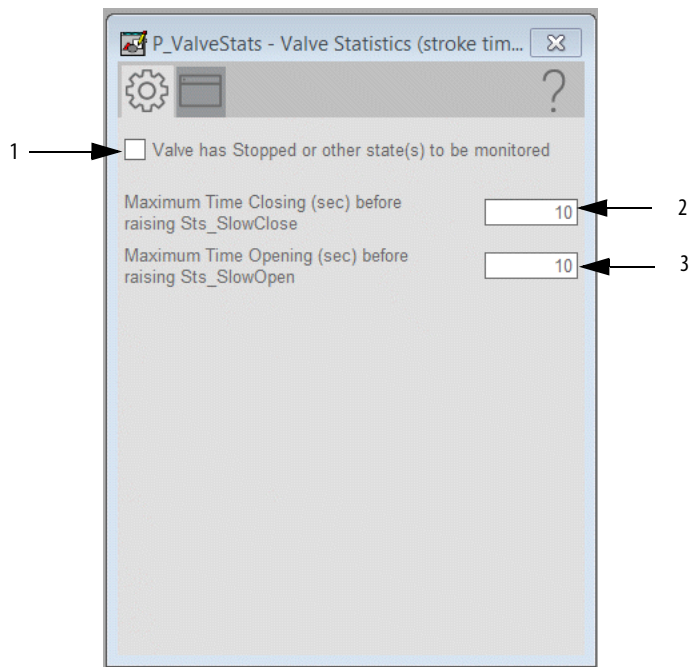 P_ValveStats - Valve Statistics (stroke tim...
?
1
Valve has Stopped or other state(s) to be monitored
Maximum Time Closing (sec) before
raising Sts_SlowClose
10
2
Maximum Time Opening (sec) before
raising Sts_SlowOpen
10
3